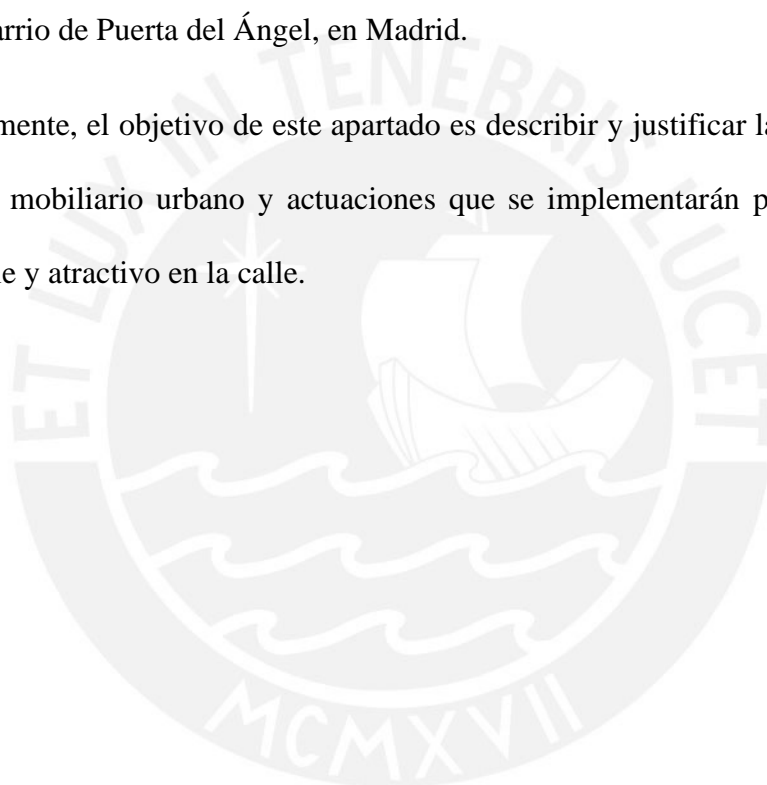 arrio de Puerta del Ángel, en Madrid.
mente, el objetivo de este apartado es describir y justificar la
mobiliario urbano y actuaciones que se implementarán p
e y atractivo en la calle.
ET LUX IN TENEBRIS LUCET
MCMXVII